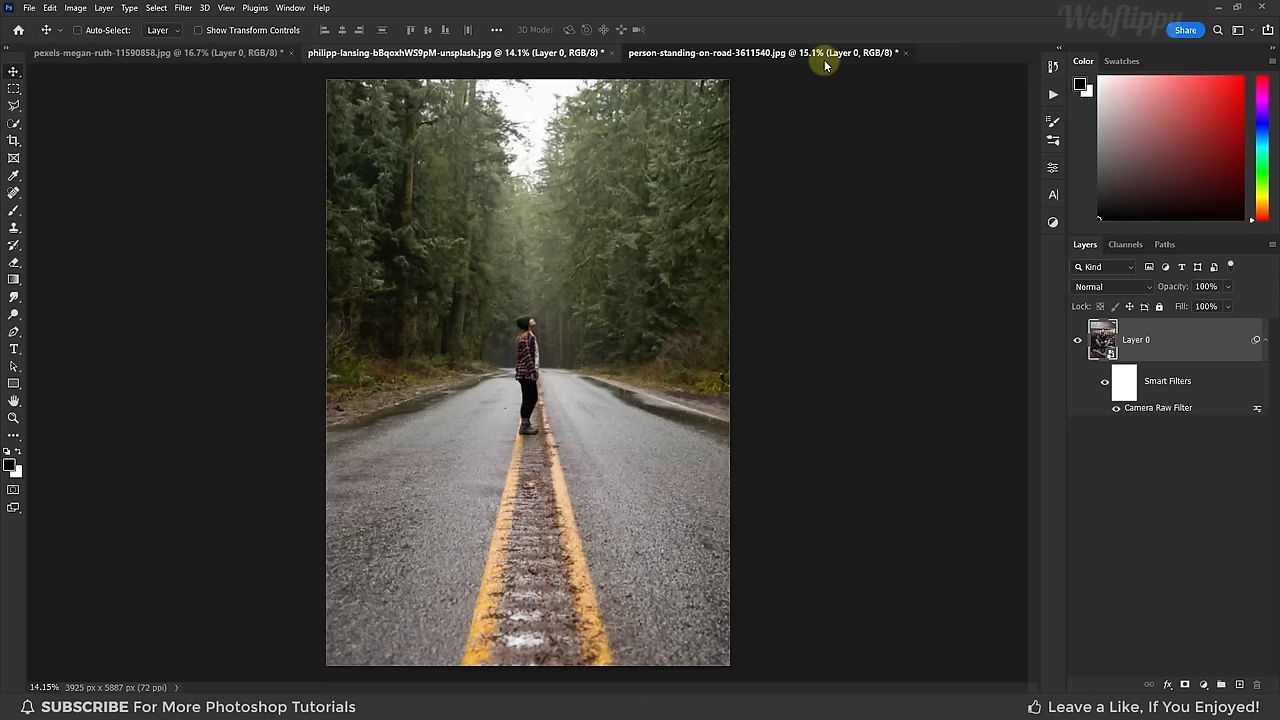 Ps File Edit Image Layer Type Select Filter 3D View Plugins Window Help
Webflippy
Auto-Select: Layer Show Transform Controls 3D Mode: Share
pexels-megan-ruth-11590858.jpg @ 16.7% (Layer 0, RGB/8) * × philipp-lansing-bBqoxhWS9pM-unsplash.jpg @ 14.1% (Layer 0, RGB/8) * × person-standing-on-road-3611540.jpg @ 15.1% (Layer 0, RGB/8) * ×
Color Swatches
Layers Channels Paths
Kind
Normal Opacity: 100%
Lock: Fill: 100%
Layer 0
Smart Filters
Camera Raw Filter
14.15% 3925 px x 5887 px (72 ppi)
SUBSCRIBE For More Photoshop Tutorials
Leave a Like, If You Enjoyed!